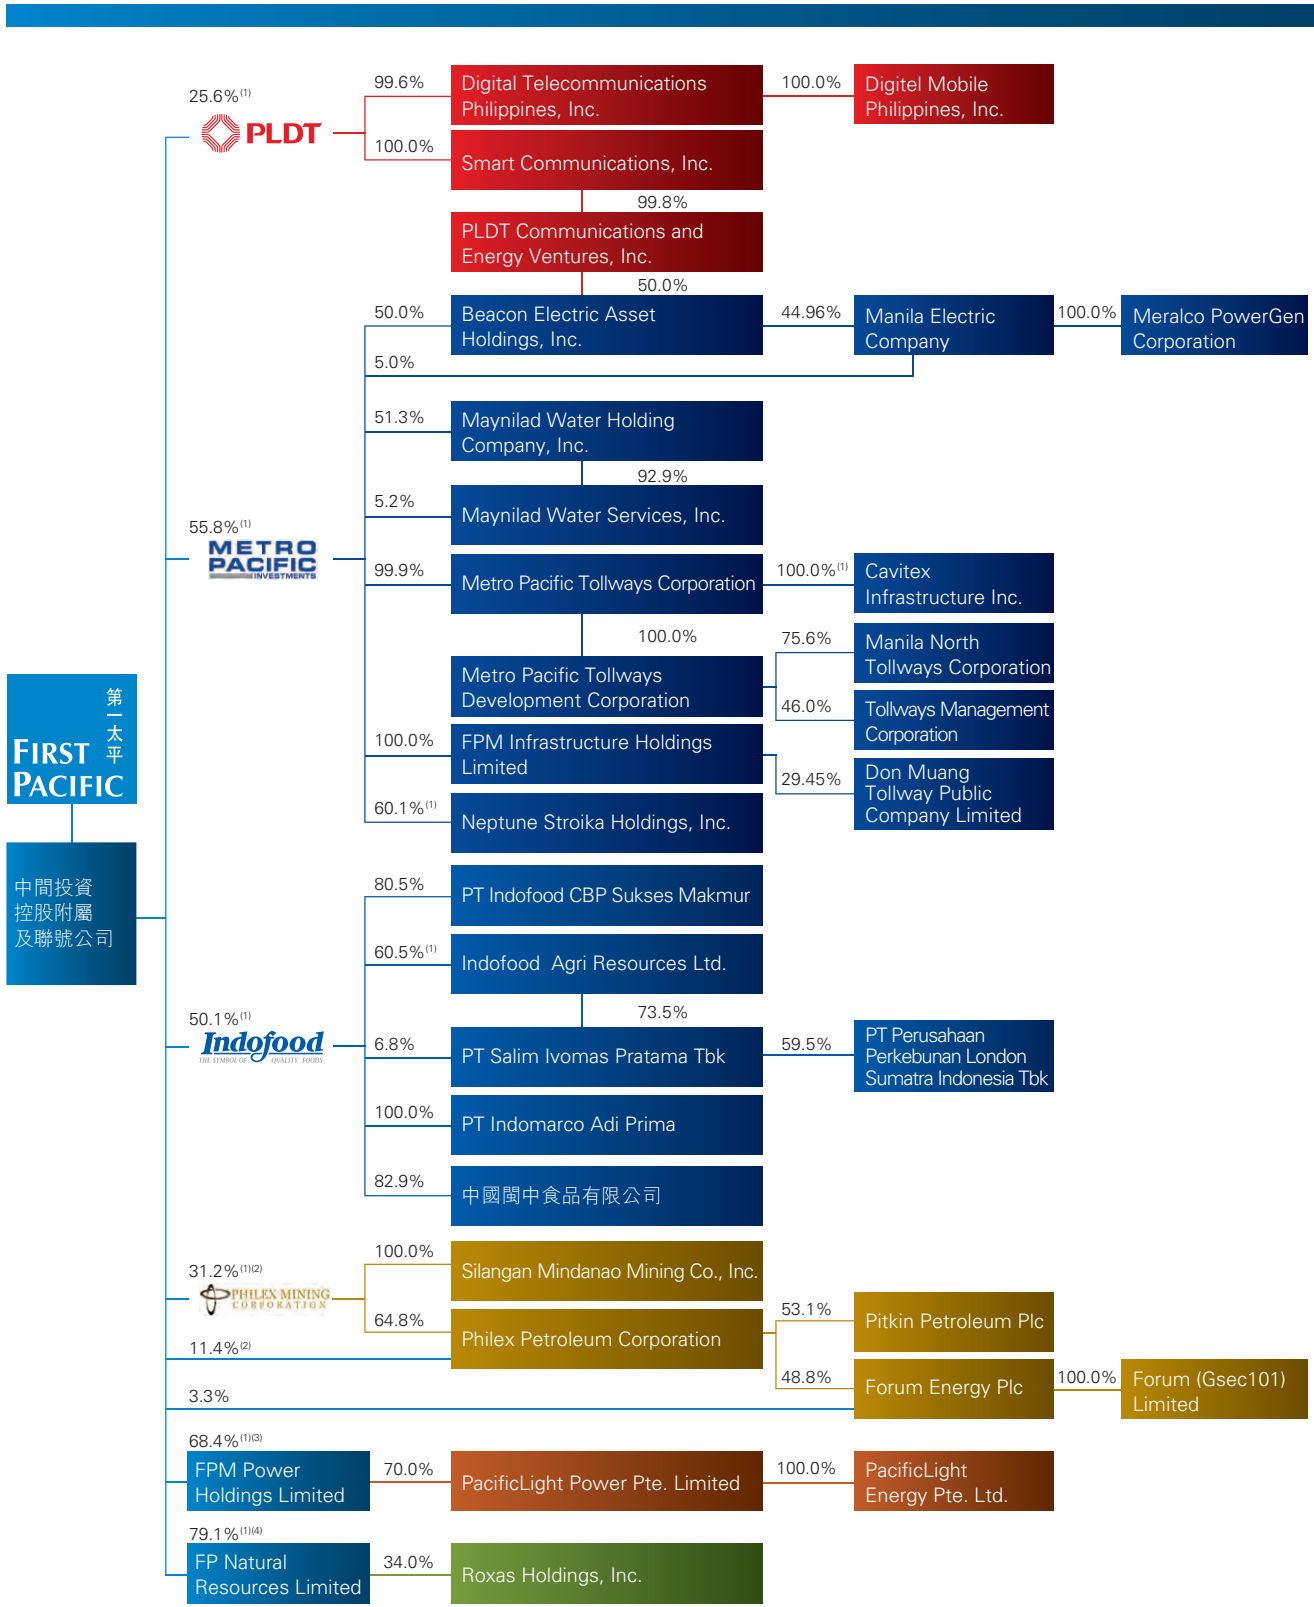 99.6%
Digital Telecommunications
Philippines, Inc.
100.0%
Digitel Mobile
Philippines, Inc.
25.6%(1)
PLDT
100.0%
Smart Communications, Inc.
99.8%
PLDT Communications and
Energy Ventures, Inc.
50.0%
50.0%
Beacon Electric Asset
Holdings, Inc.
44.96%
Manila Electric
Company
100.0%
Meralco PowerGen
Corporation
5.0%
51.3%
Maynilad Water Holding
Company, Inc.
92.9%
5.2%
Maynilad Water Services, Inc.
55.8%(1)
METRO
PACIFIC
INVESTMENTS
99.9%
Metro Pacific Tollways Corporation
100.0%(1)
Cavitex
Infrastructure Inc.
100.0%
75.6%
Manila North
Tollways Corporation
Metro Pacific Tollways
Development Corporation
46.0%
Tollways Management
Corporation
100.0%
FPM Infrastructure Holdings
Limited
29.45%
Don Muang
Tollway Public
Company Limited
60.1%(1)
Neptune Stroika Holdings, Inc.
第一太平
FIRST
PACIFIC
中間投資
控股附屬
及聯號公司
80.5%
PT Indofood CBP Sukses Makmur
60.5%(1)
Indofood Agri Resources Ltd.
73.5%
50.1%(1)
Indofood
THE SYMBOL OF QUALITY FOODS
6.8%
PT Salim Ivomas Pratama Tbk
59.5%
PT Perusahaan
Perkebunan London
Sumatra Indonesia Tbk
100.0%
PT Indomarco Adi Prima
82.9%
中國閩中食品有限公司
100.0%
Silangan Mindanao Mining Co., Inc.
31.2%(1)(2)
PHILEX MINING
CORPORATION
64.8%
Philex Petroleum Corporation
53.1%
Pitkin Petroleum Plc
11.4%(2)
48.8%
Forum Energy Plc
100.0%
Forum (Gsec101)
Limited
3.3%
68.4%(1)(3)
FPM Power
Holdings Limited
70.0%
PacificLight Power Pte. Limited
100.0%
PacificLight
Energy Pte. Ltd.
79.1%(1)(4)
FP Natural
Resources Limited
34.0%
Roxas Holdings, Inc.